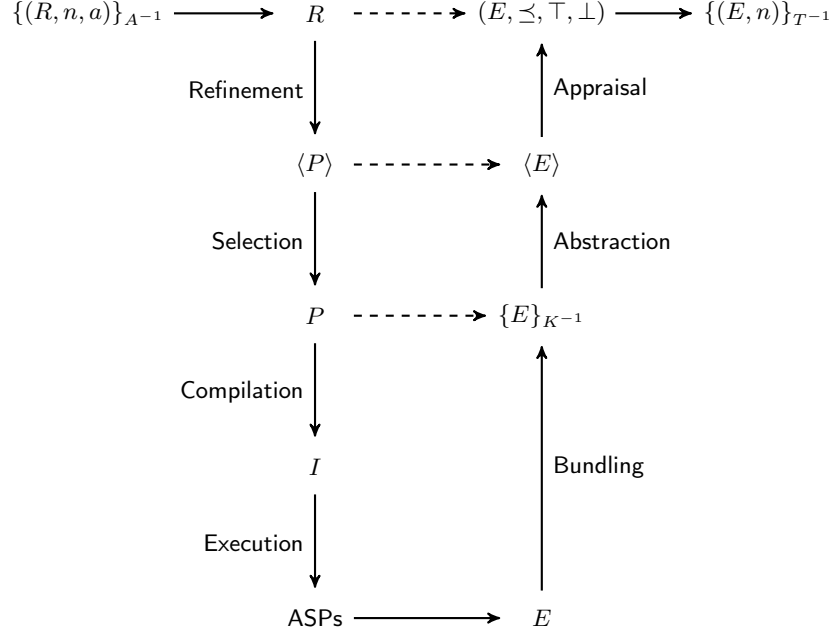 {(R, n, a)}_{A^{-1}} R (E, ⪯, ⊤, ⊥) {(E, n)}_{T^{-1}}
Refinement Appraisal
⟨P⟩ ⟨E⟩
Selection Abstraction
P {E}_{K^{-1}}
Compilation
I Bundling
Execution
ASPs E